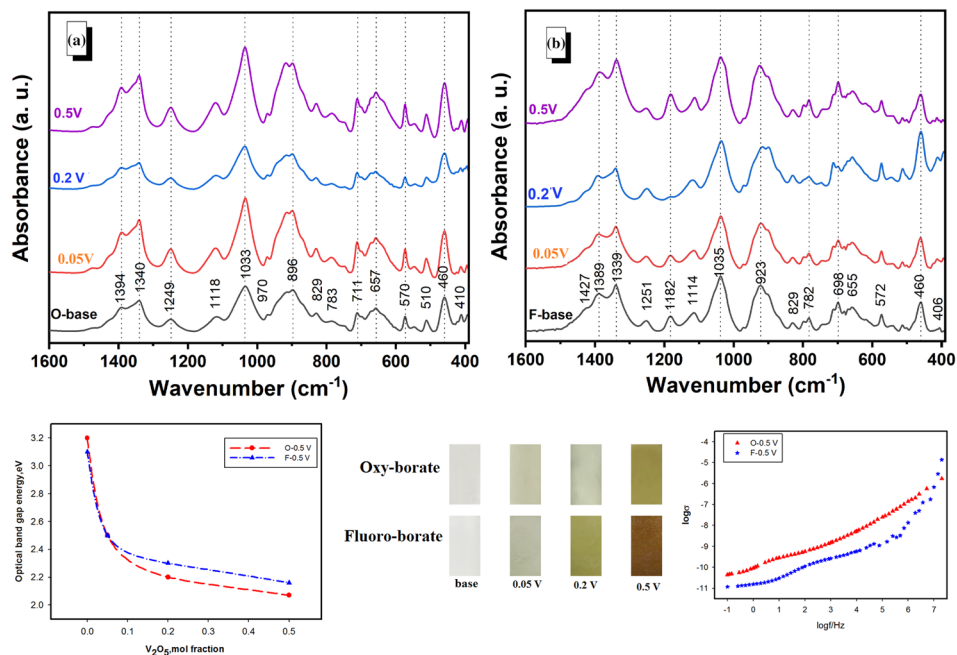 (a)
Absorbance (a. u.)
0.5V
0.2 V
0.05V
O-base
1394
1340
1249
1118
1033
970
896
829
783
711
657
570
510
460
410
1600 1400 1200 1000 800 600 400
Wavenumber (cm-1)
(b)
Absorbance (a. u.)
0.5V
0.2 V
0.05V
F-base
1427
1389
1339
1251
1182
1114
1035
923
829
782
698
655
572
460
406
1600 1400 1200 1000 800 600 400
Wavenumber (cm-1)
Optical band gap energy,eV
3.2
3.0
2.8
2.6
2.4
2.2
2.0
O-0.5 V
F-0.5 V
0.0 0.1 0.2 0.3 0.4 0.5
V2O5,mol fraction
Oxy-borate
Fluoro-borate
base 0.05 V 0.2 V 0.5 V
O-0.5 V
F-0.5 V
logσ
-4
-5
-6
-7
-8
-9
-10
-11
-1 0 1 2 3 4 5 6 7
logf/Hz